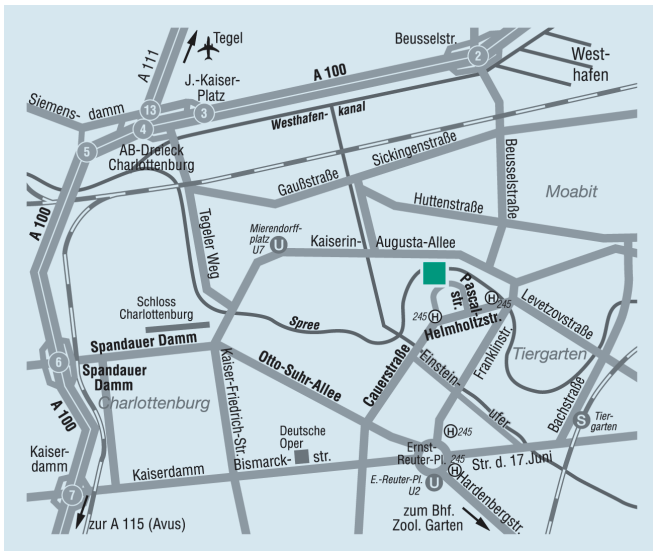 Tegel
A 111
Beusselstr.
2
West-
hafen
J.-Kaiser-
Platz
A 100
Siemens-
damm
13
3
4
5
Westhafen-
kanal
AB-Dreieck
Charlottenburg
Sickingenstraße
Beusselstraße
Gaußstraße
Moabit
Huttenstraße
A 100
Tegeler Weg
Mierendorff-
platz
U7
U
Kaiserin-
Augusta-Allee
Pascal-
str.
H
245
Levetzovstraße
Schloss
Charlottenburg
Spree
245
H
Helmholtzstr.
Spandauer Damm
Franklinstr.
Tiergarten
6
Spandauer
Damm
Otto-Suhr-Allee
Cauerstraße
Einstein-
ufer
Charlottenburg
Kaiser-Friedrich-Str.
Bachstraße
A 100
S
Tier-
garten
Deutsche
Oper
H
245
Kaiser-
damm
Ernst-
Reuter-Pl.
Bismarck-
str.
245
H
Str. d. 17.Juni
Kaiserdamm
E.-Reuter-Pl.
U2
U
Hardenbergstr.
7
zur A 115 (Avus)
zum Bhf.
Zool. Garten